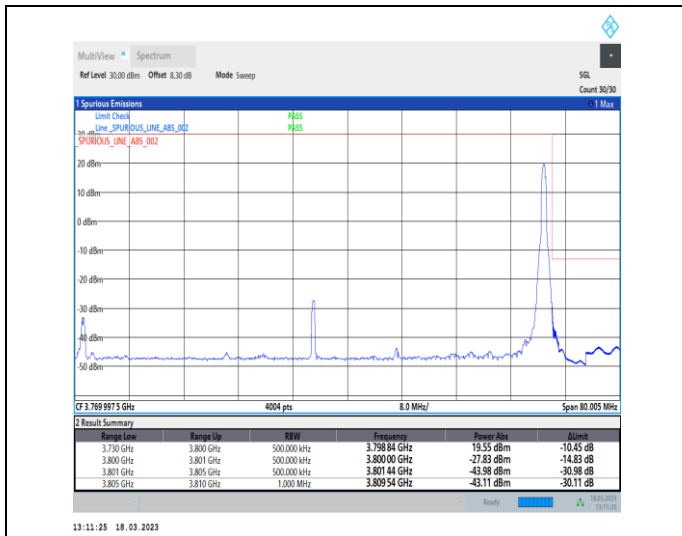 MultiView Spectrum
Ref Level 30.00 dBm Offset 8.30 dB Mode Sweep SGL
Count 30/30
1 Spurious Emissions 1 Max
Limit Check PASS
Line _SPURIOUS_LINE_ABS_002 PASS
30 dBm
_SPURIOUS_LINE_ABS_002
20 dBm
10 dBm
0 dBm
-10 dBm
-20 dBm
-30 dBm
-40 dBm
-50 dBm
CF 3.769 997 5 GHz 4004 pts 8.0 MHz/ Span 80.005 MHz
2 Result Summary
Range Low Range Up RBW Frequency Power Abs ΔLimit
3.730 GHz 3.800 GHz 500.000 kHz 3.798 84 GHz 19.55 dBm -10.45 dB
3.800 GHz 3.801 GHz 500.000 kHz 3.800 00 GHz -27.83 dBm -14.83 dB
3.801 GHz 3.805 GHz 500.000 kHz 3.801 44 GHz -43.98 dBm -30.98 dB
3.805 GHz 3.810 GHz 1.000 MHz 3.809 54 GHz -43.11 dBm -30.11 dB
Ready 18.03.2023
13:11:25
13:11:25 18.03.2023